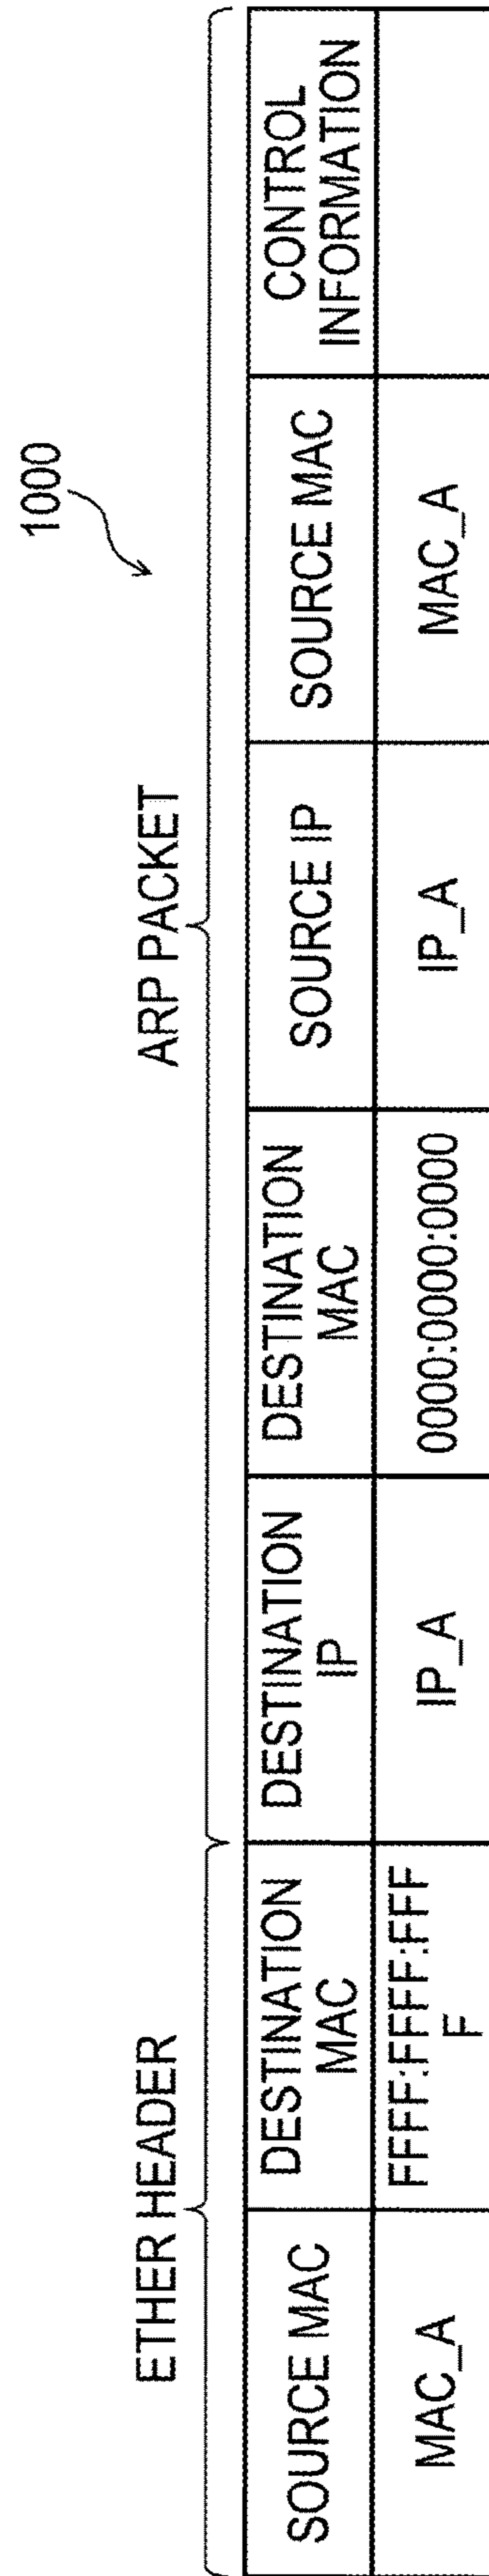 1000
ETHER HEADER
ARP PACKET
SOURCE MAC
DESTINATION
MAC
DESTINATION
IP
DESTINATION
MAC
SOURCE IP
SOURCE MAC
CONTROL
INFORMATION
MAC_A
FFFF:FFFF:FFF
F
IP_A
0000:0000:0000
IP_A
MAC_A